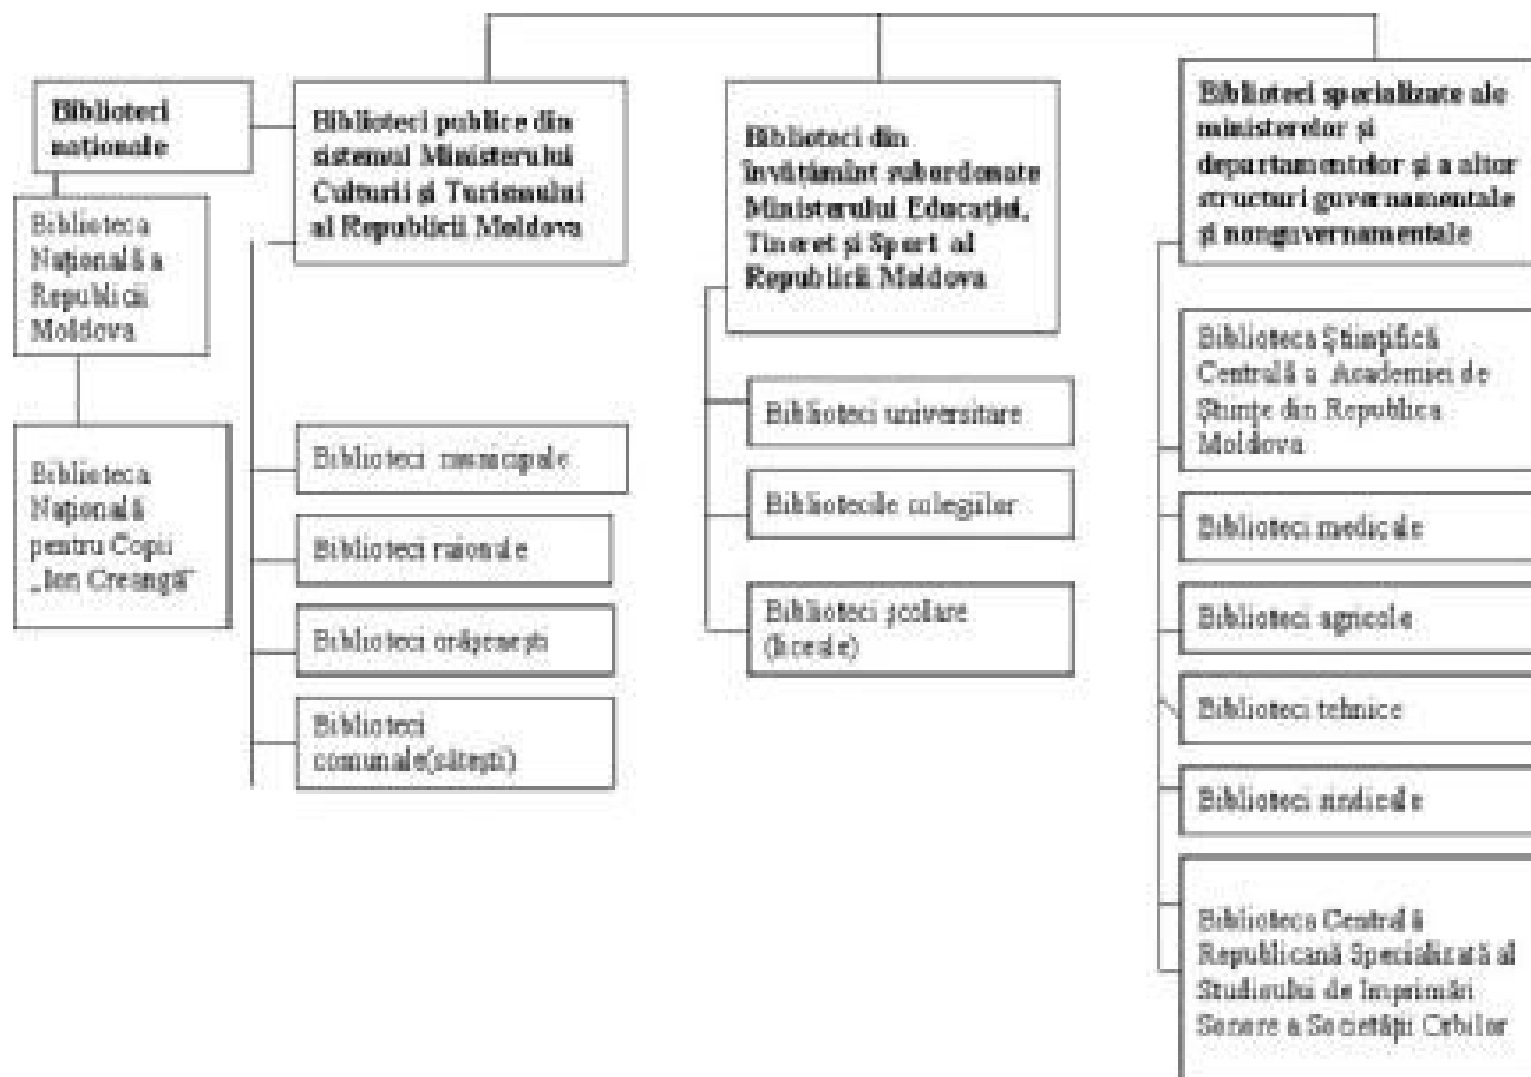 Biblioteci
naționale
Biblioteca
Națională a
Republicii
Moldova
Biblioteca
Națională
pentru Copii
„Ion Creangă”
Biblioteci publice din
sistemul Ministerului
Culturii și Turismului
al Republicii Moldova
Biblioteci municipale
Biblioteci raionale
Biblioteci orășenești
Biblioteci
comunale(sătești)
Biblioteci din
învățămînt subordonate
Ministerului Educației,
Tineret și Sport al
Republicii Moldova
Biblioteci universitare
Bibliotecile colegiilor
Biblioteci școlare
(liceale)
Biblioteci specializate ale
ministerelor și
departamentelor și a altor
structuri guvernamentale
și nonguvernamentale
Biblioteca Științifică
Centrală a Academiei de
Științe din Republica
Moldova
Biblioteci medicale
Biblioteci agricole
Biblioteci tehnice
Biblioteci sindicale
Biblioteca Centrală
Republicană Specializată al
Studioului de Imprimări
Sonore a Societății Orbilor